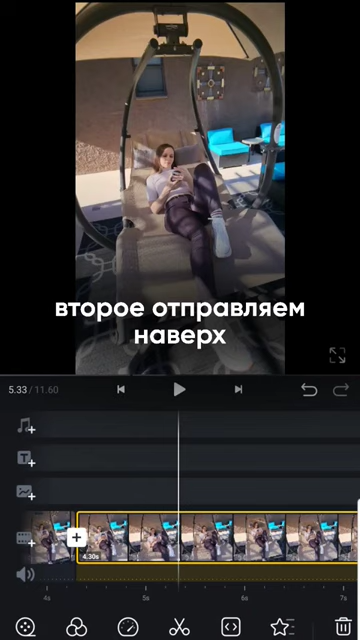 второе отправляем
наверх
5.33 / 11.60
T
4.30s
4s
5s
6s
7s